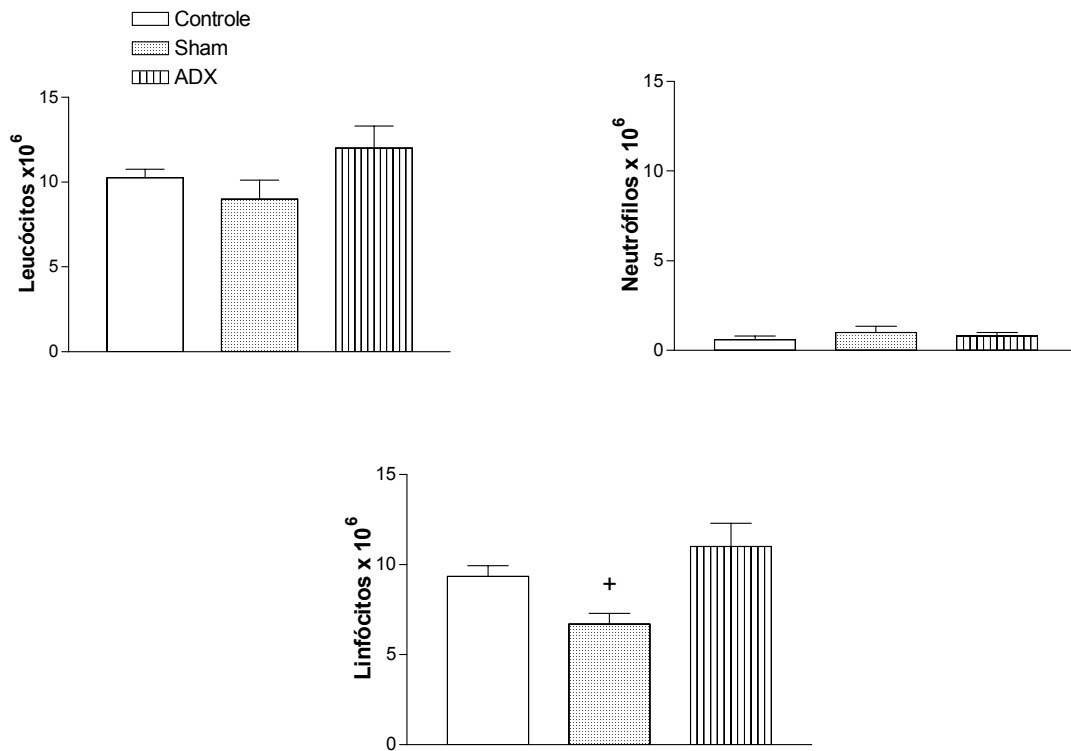 Controle
Sham
ADX
Leucócitos x10⁶
15
10
5
0
Neutrófilos x 10⁶
15
10
5
0
Linfócitos x 10⁶
15
10
5
0
+